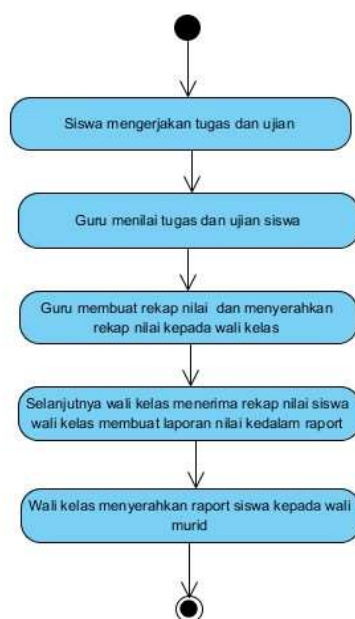 Siswa mengerjakan tugas dan ujian
Guru menilai tugas dan ujian siswa
Guru membuat rekap nilai dan menyerahkan
rekap nilai kepada wali kelas
Selanjutnya wali kelas menerima rekap nilai siswa
wali kelas membuat laporan nilai kedalam raport
Wali kelas menyerahkan raport siswa kepada wali
murid